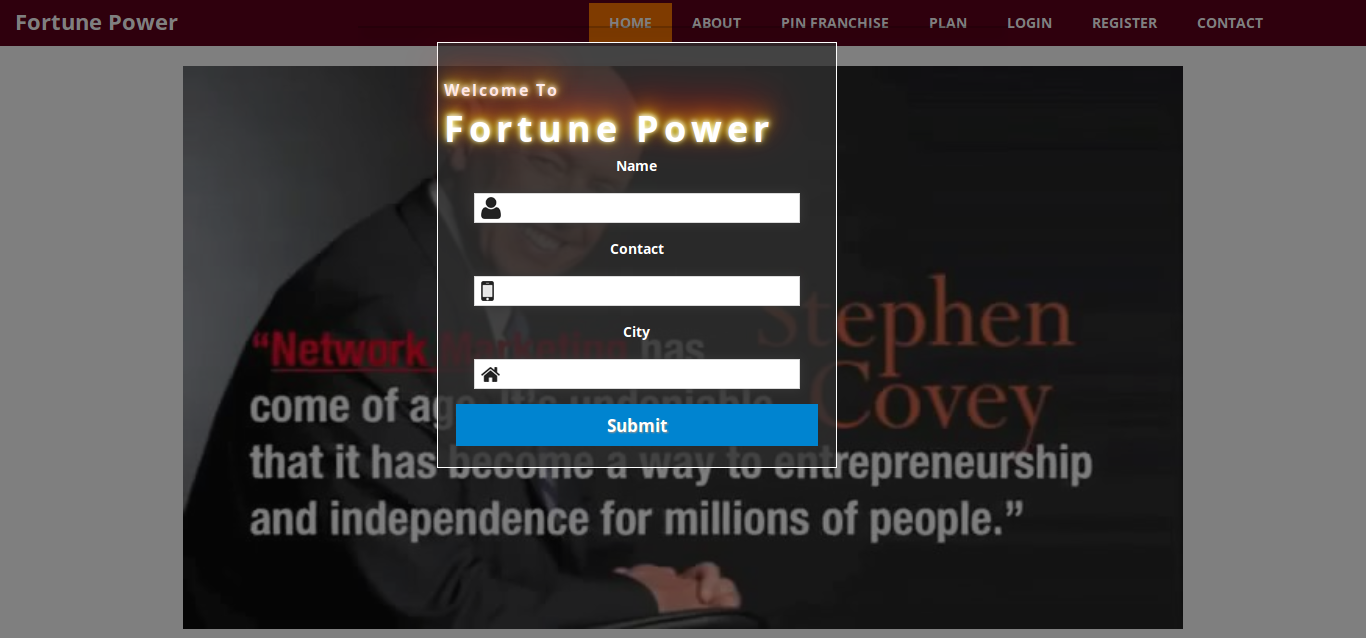 Fortune Power
HOME ABOUT PIN FRANCHISE PLAN LOGIN REGISTER CONTACT
Welcome To
Fortune Power
Name
Contact
City
Submit
Stephen
Covey
“Network Marketing has
come of age. It's undeniable
that it has become a way to entrepreneurship
and independence for millions of people.”